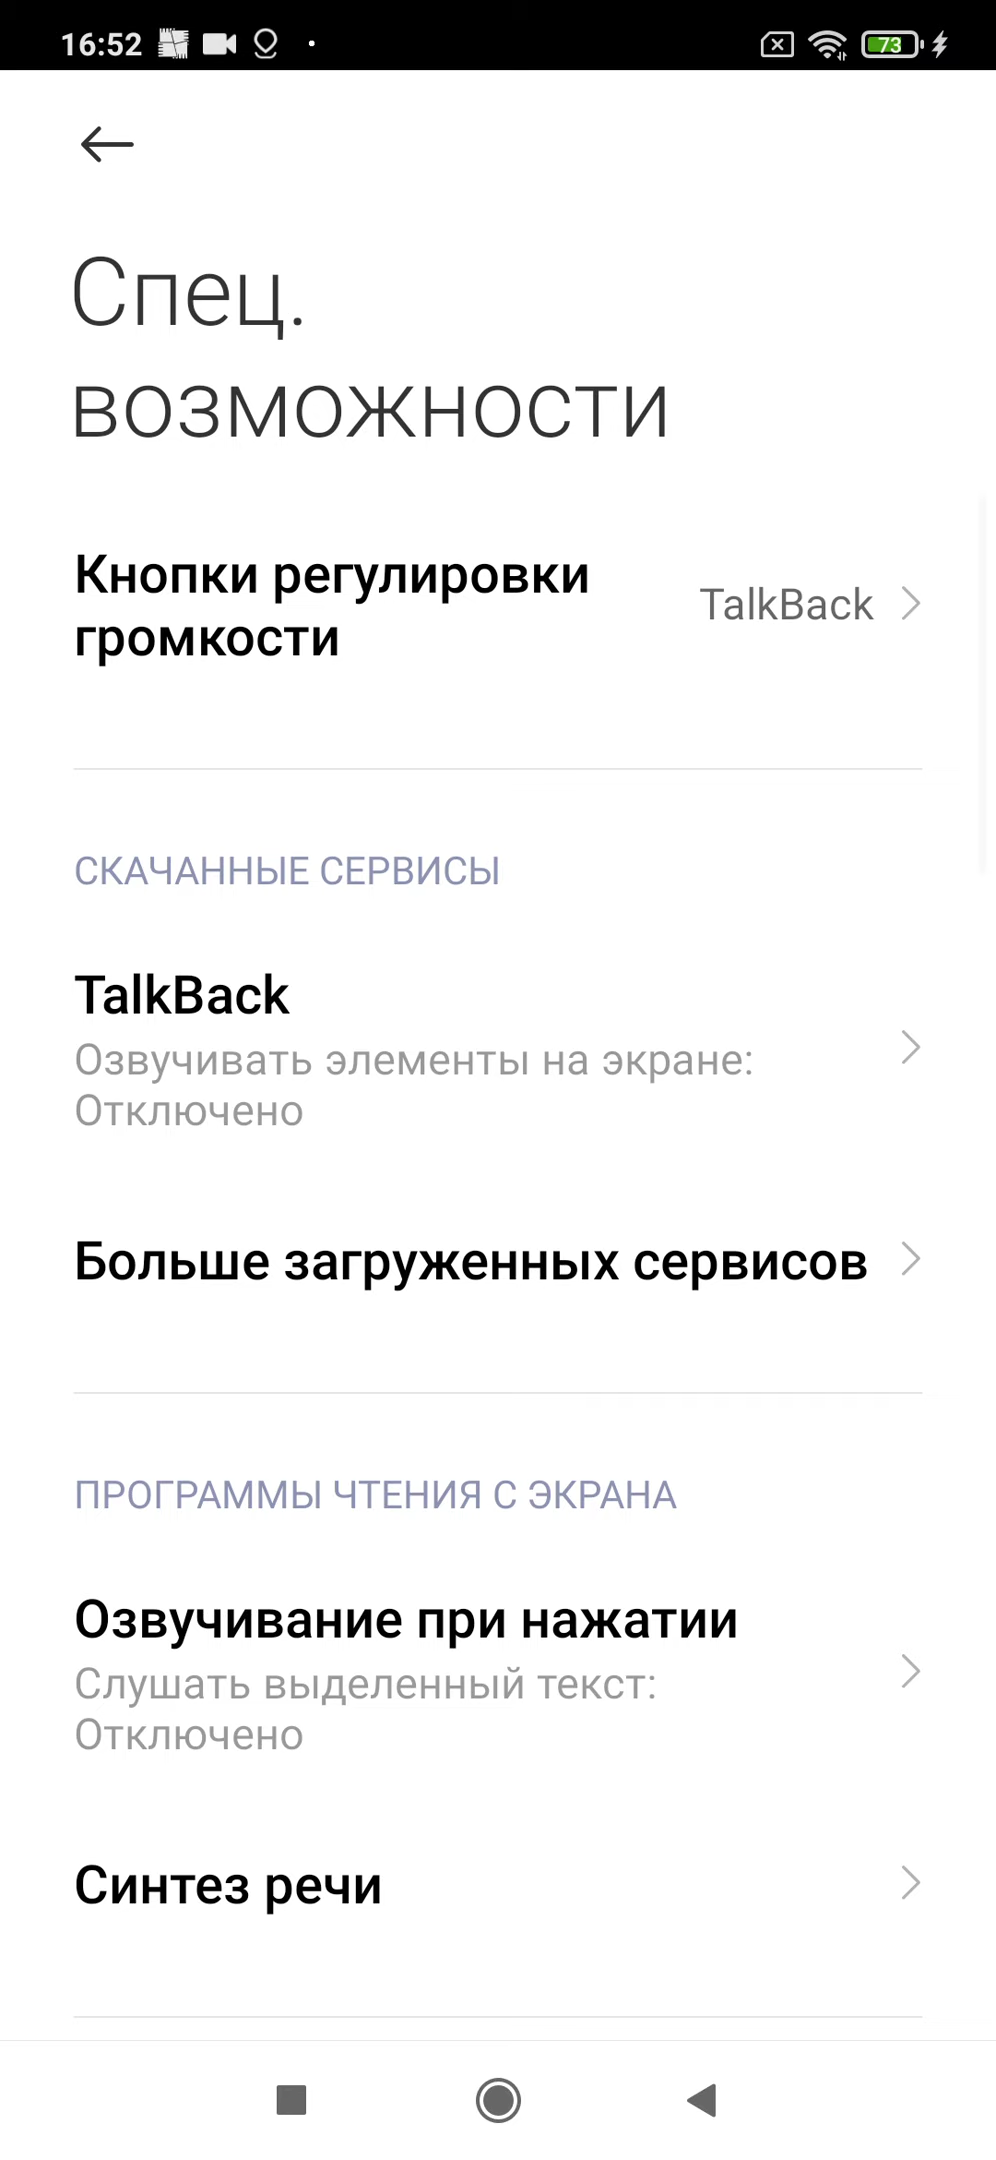 16:52
73
Спец.
возможности
Кнопки регулировки
громкости
TalkBack
СКАЧАННЫЕ СЕРВИСЫ
TalkBack
Озвучивать элементы на экране:
Отключено
Больше загруженных сервисов
ПРОГРАММЫ ЧТЕНИЯ С ЭКРАНА
Озвучивание при нажатии
Слушать выделенный текст:
Отключено
Синтез речи